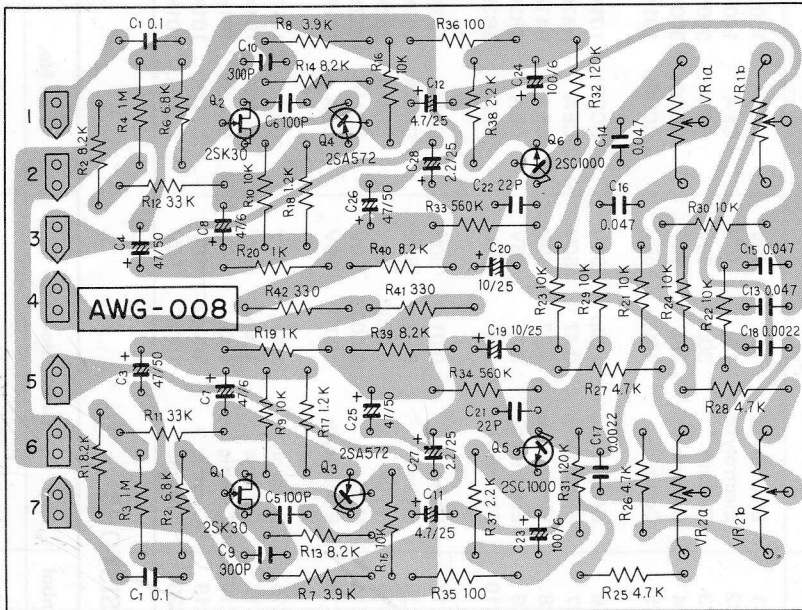 C1 0.1
R8 3.9K
R36 100
C10
300P
R14 8.2K
R16
10K
C12
4.7/25
C24
100/6
R32 120K
VR1a
VR1b
R4 1M
R6 6.8K
Q2
C6 100P
Q4
R38 2.2K
Q6
C14
0.047
1
R2 8.2K
2SK30
2SA572
C28
2.2/25
2SC1000
2
R12 33K
R10 10K
R18 1.2K
C22 22P
C16
0.047
C8
47/6
C26
47/50
R33 560K
R30 10K
3
C4
47/50
R20 1K
R40 8.2K
C20
10/25
R23 10K
R29 10K
R21 10K
R24 10K
R22 10K
C15 0.047
C13 0.047
C18 0.0022
4
AWG-008
R42 330
R41 330
R19 1K
R39 8.2K
C19 10/25
5
C3
47/50
C7
47/6
R9 10K
R17 1.2K
C25
47/50
R34 560K
R27 4.7K
R28 4.7K
C21
22P
R11 33K
6
R1 8.2K
2SA572
C27
2.2/25
Q5
C17
0.0022
Q1
Q3
2SC1000
R31 120K
R26 4.7K
VR2a
VR2b
7
R3 1M
R2 6.8K
2SK30
C5 100P
C11
4.7/25
R37 2.2K
C23
100/6
R13 8.2K
R15 10K
C9
300P
C1 0.1
R7 3.9K
R35 100
R25 4.7K